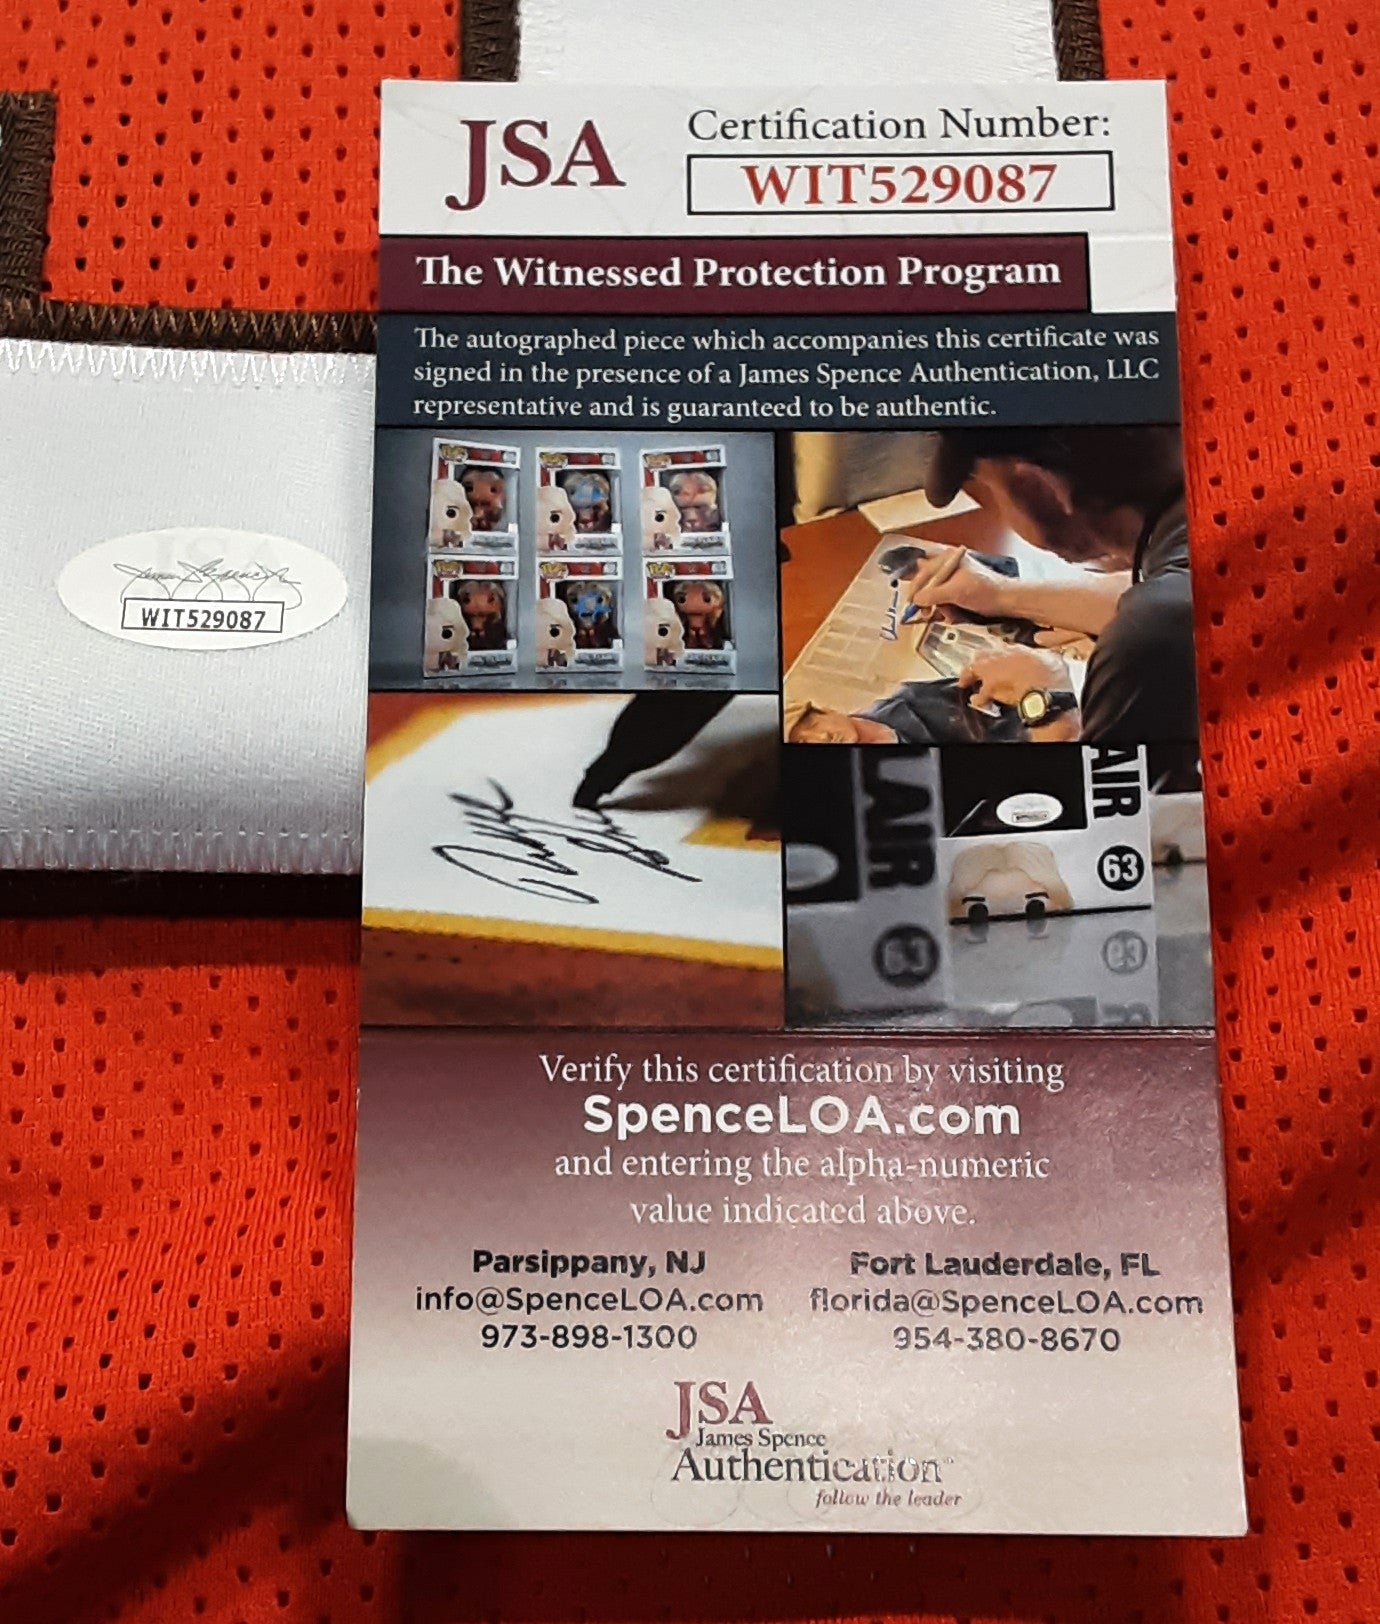 JSA
Certification Number:
WIT529087
The Witnessed Protection Program
The autographed piece which accompanies this certificate was
signed in the presence of a James Spence Authentication, LLC
representative and is guaranteed to be authentic.
JSA
WIT529087
AIR
63
Verify this certification by visiting
SpenceLOA.com
and entering the alpha-numeric
value indicated above.
Parsippany, NJ
info@SpenceLOA.com
973-898-1300
Fort Lauderdale, FL
florida@SpenceLOA.com
954-380-8670
JSA
James Spence
Authentication
follow the leader